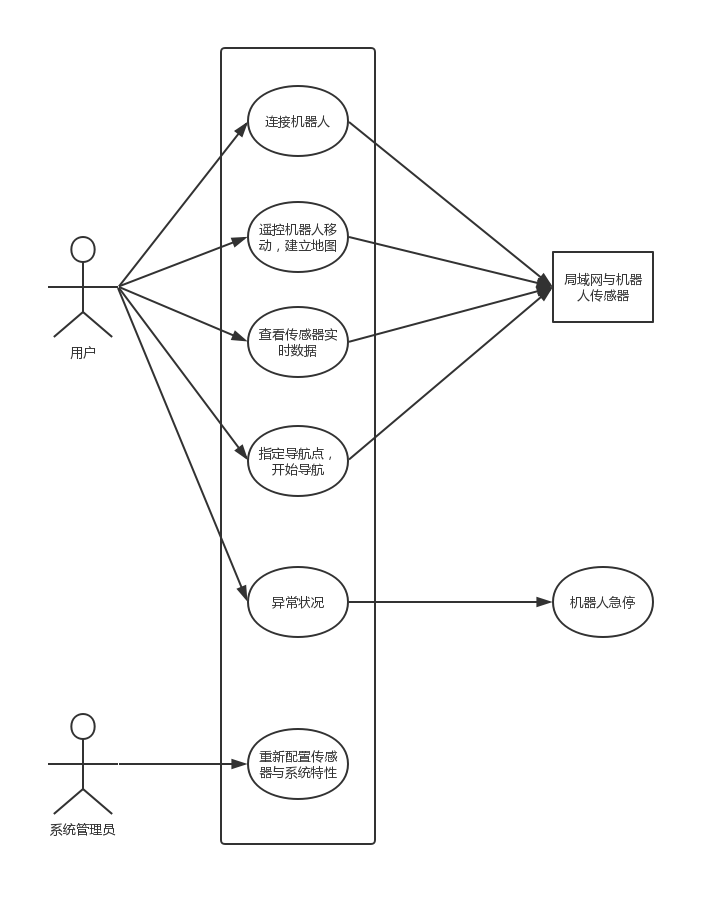 连接机器人
遥控机器人移
动，建立地图
查看传感器实
时数据
指定导航点，
开始导航
异常状况
重新配置传感
器与系统特性
用户
系统管理员
局域网与机器
人传感器
机器人急停